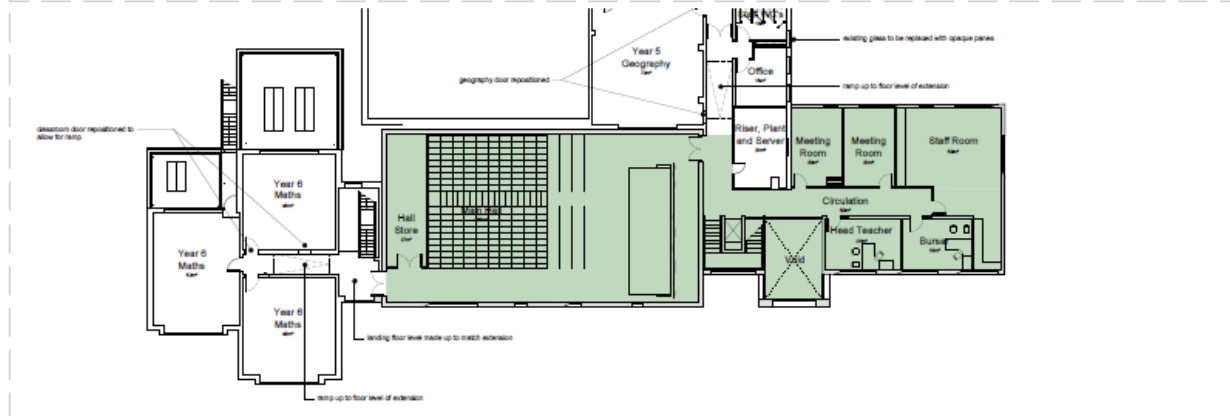 Staff WC's
existing glass to be replaced with opaque panes
Year 5
Geography
geography door repositioned
Office
ramp up to floor level of extension
classroom door repositioned to
allow for ramp
Riser, Plant
and Server
Meeting
Room
Meeting
Room
Staff Room
Year 6
Maths
Circulation
Hall
Store
Main Hall
Head Teacher
Bursar
Year 6
Maths
Void
Year 6
Maths
landing floor level made up to match extension
ramp up to floor level of extension